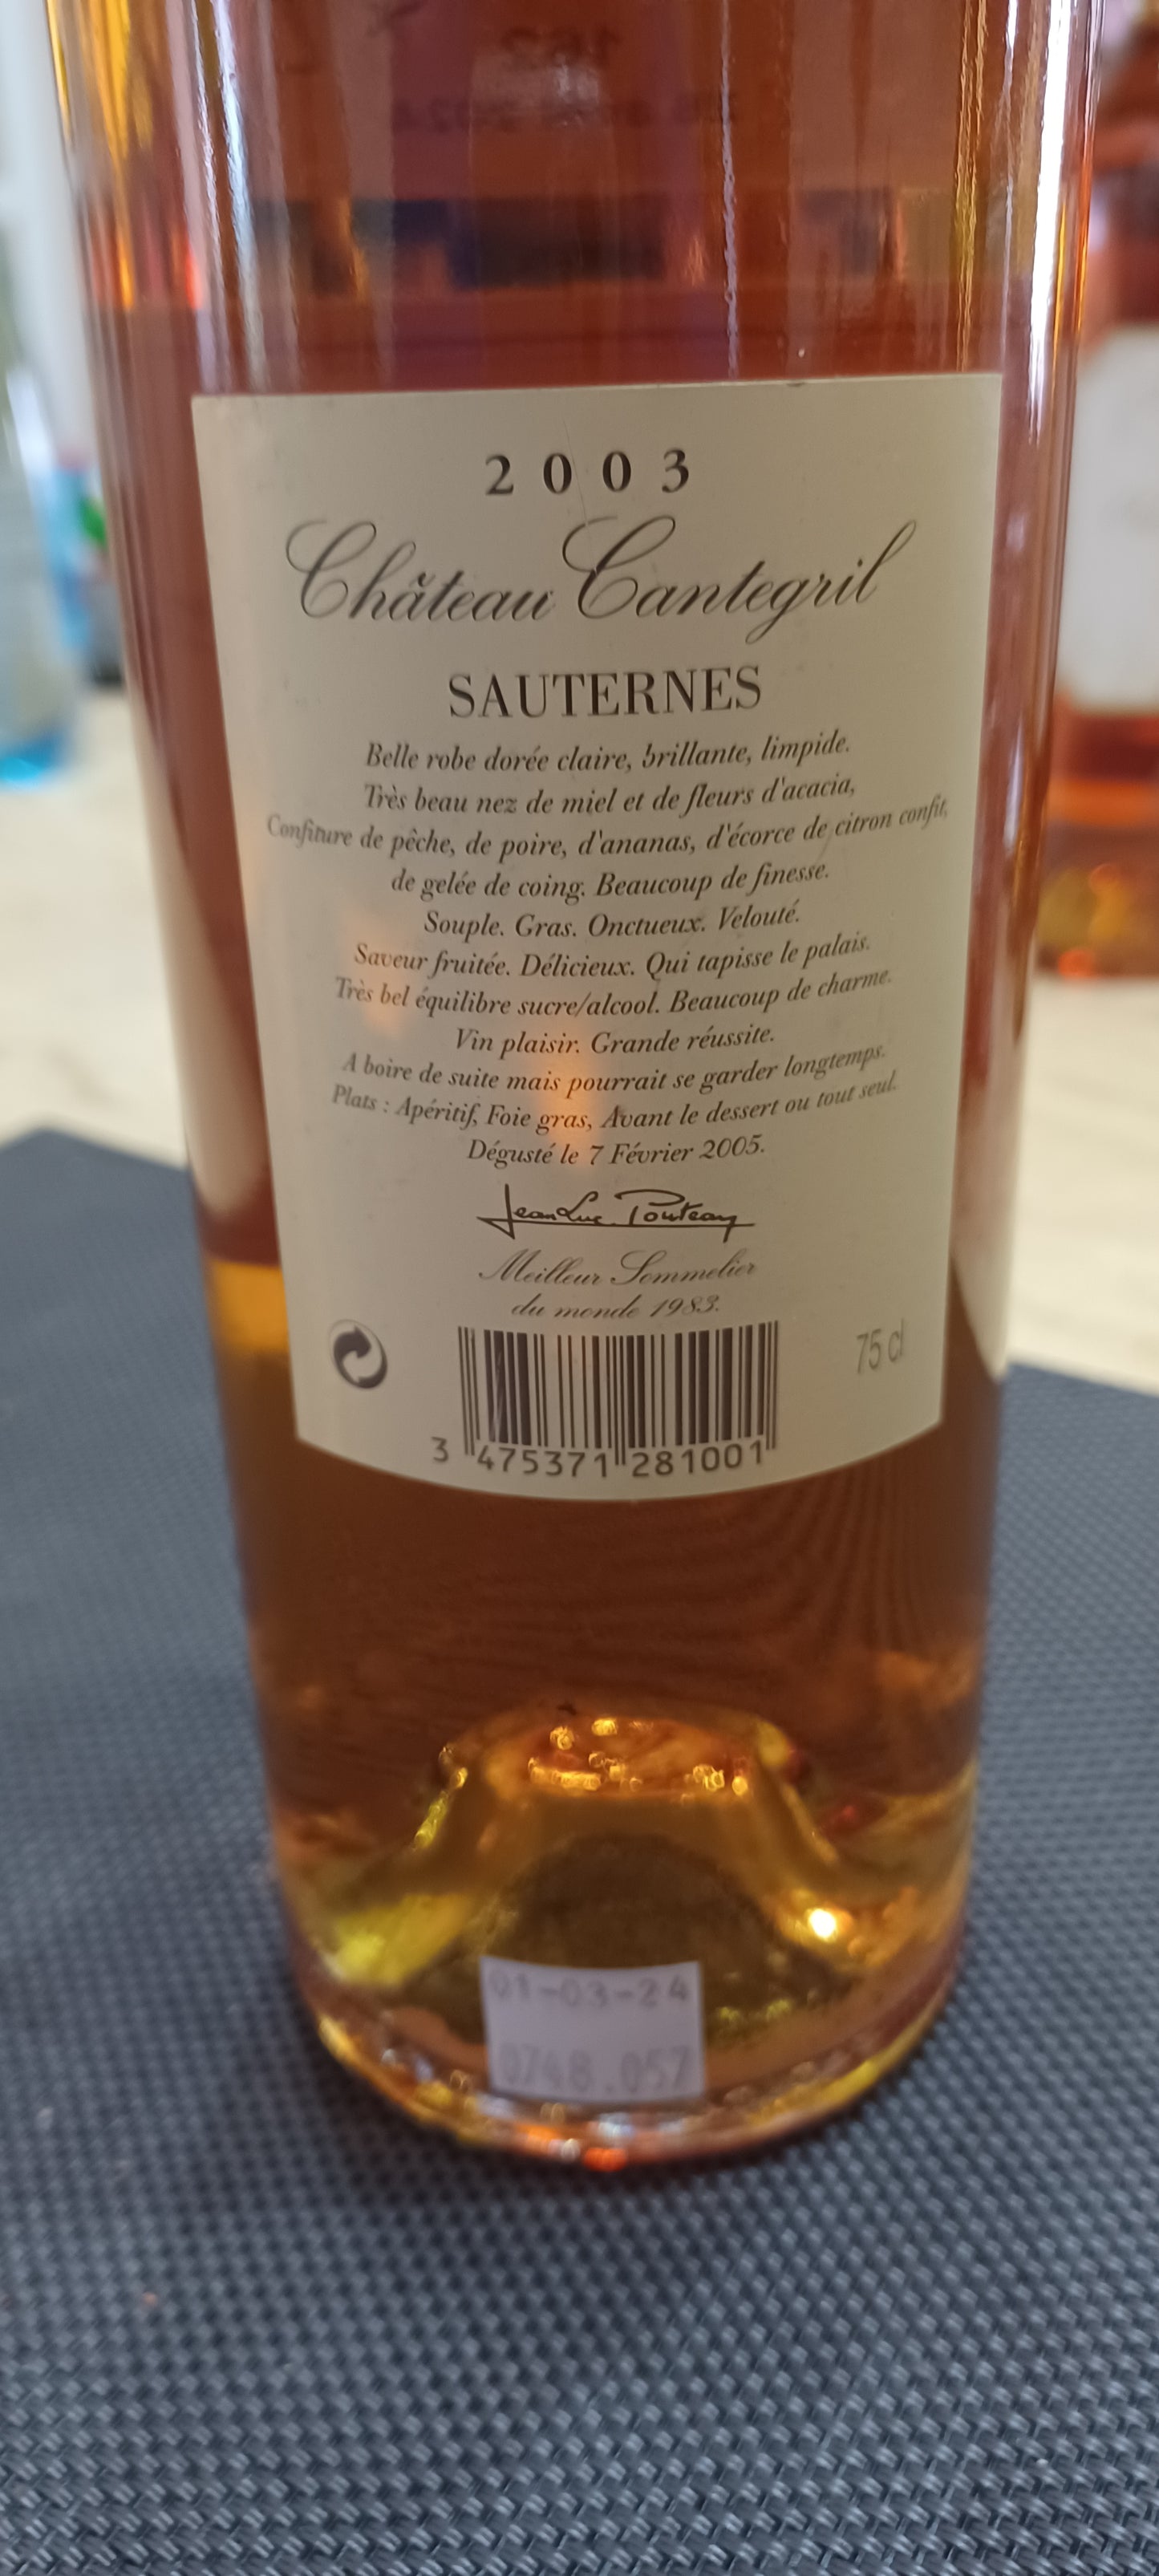 2003
Château Cantegril
SAUTERNES
Belle robe dorée claire, brillante, limpide.
Très beau nez de miel et de fleurs d'acacia,
Confiture de pêche, de poire, d'ananas, d'écorce de citron confit,
de gelée de coing. Beaucoup de finesse.
Souple. Gras. Onctueux. Velouté.
Saveur fruitée. Délicieux. Qui tapisse le palais.
Très bel équilibre sucre/alcool. Beaucoup de charme.
Vin plaisir. Grande réussite.
A boire de suite mais pourrait se garder longtemps.
Plats : Apéritif, Foie gras, Avant le dessert ou tout seul.
Dégusté le 7 Février 2005.
Jean Luc Pouteau
Meilleur Sommelier
du monde 1983.
75 cl
3 475371 281001
01-03-24
0748.057